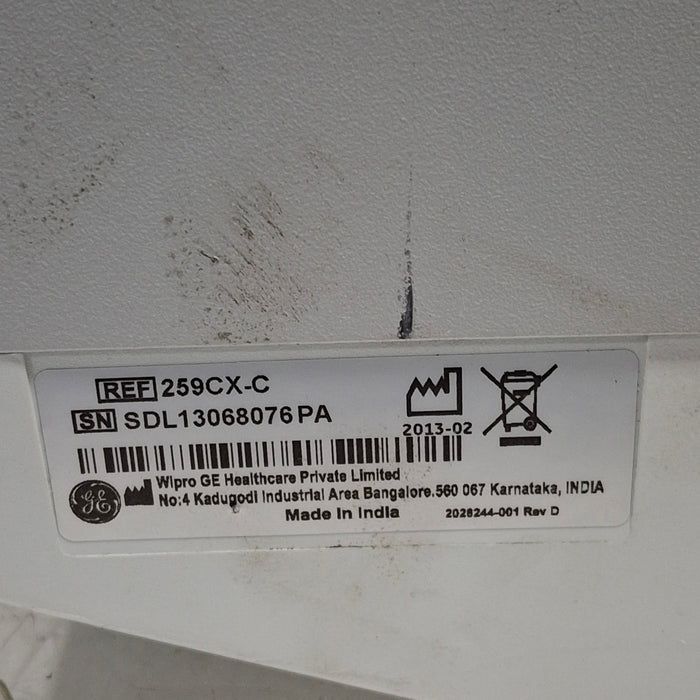 REF 259CX-C
SN SDL13068076PA
2013-02
GE
Wipro GE Healthcare Private Limited
No:4 Kadugodi Industrial Area Bangalore.560 067 Karnataka, INDIA
Made In India
2028244-001 Rev D